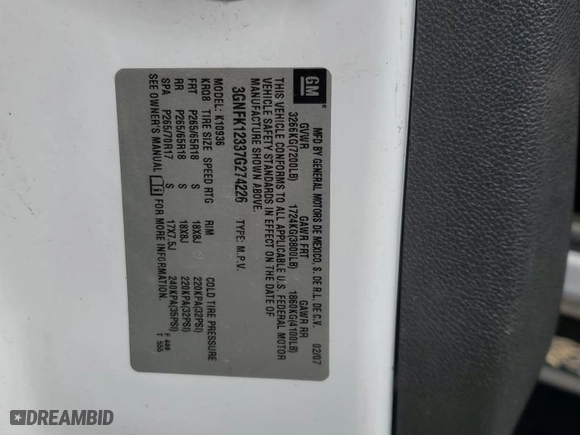 GM
MFD BY GENERAL MOTORS DE MEXICO, S. DE R.L. DE C.V. 02/07
GVWR GAWR FRT GAWR RR
3266KG(7200LB) 1724KG(3800LB) 1860KG(4100LB)
THIS VEHICLE CONFORMS TO ALL APPLICABLE U.S. FEDERAL MOTOR
VEHICLE SAFETY STANDARDS IN EFFECT ON THE DATE OF
MANUFACTURE SHOWN ABOVE.
3GNFK12337G274226 TYPE: M.P.V.
MODEL: K10936
KRQ8 TIRE SIZE SPEED RTG RIM COLD TIRE PRESSURE
FRT P265/65R18 S 18X8J 220KPA(32PSI)
RR P265/65R18 S 18X8J 220KPA(32PSI)
SPA P265/70R17 S 17X7.5J 240KPA(35PSI)
SEE OWNER'S MANUAL FOR MORE INFORMATION.
F 488
T 555
DREAMBID